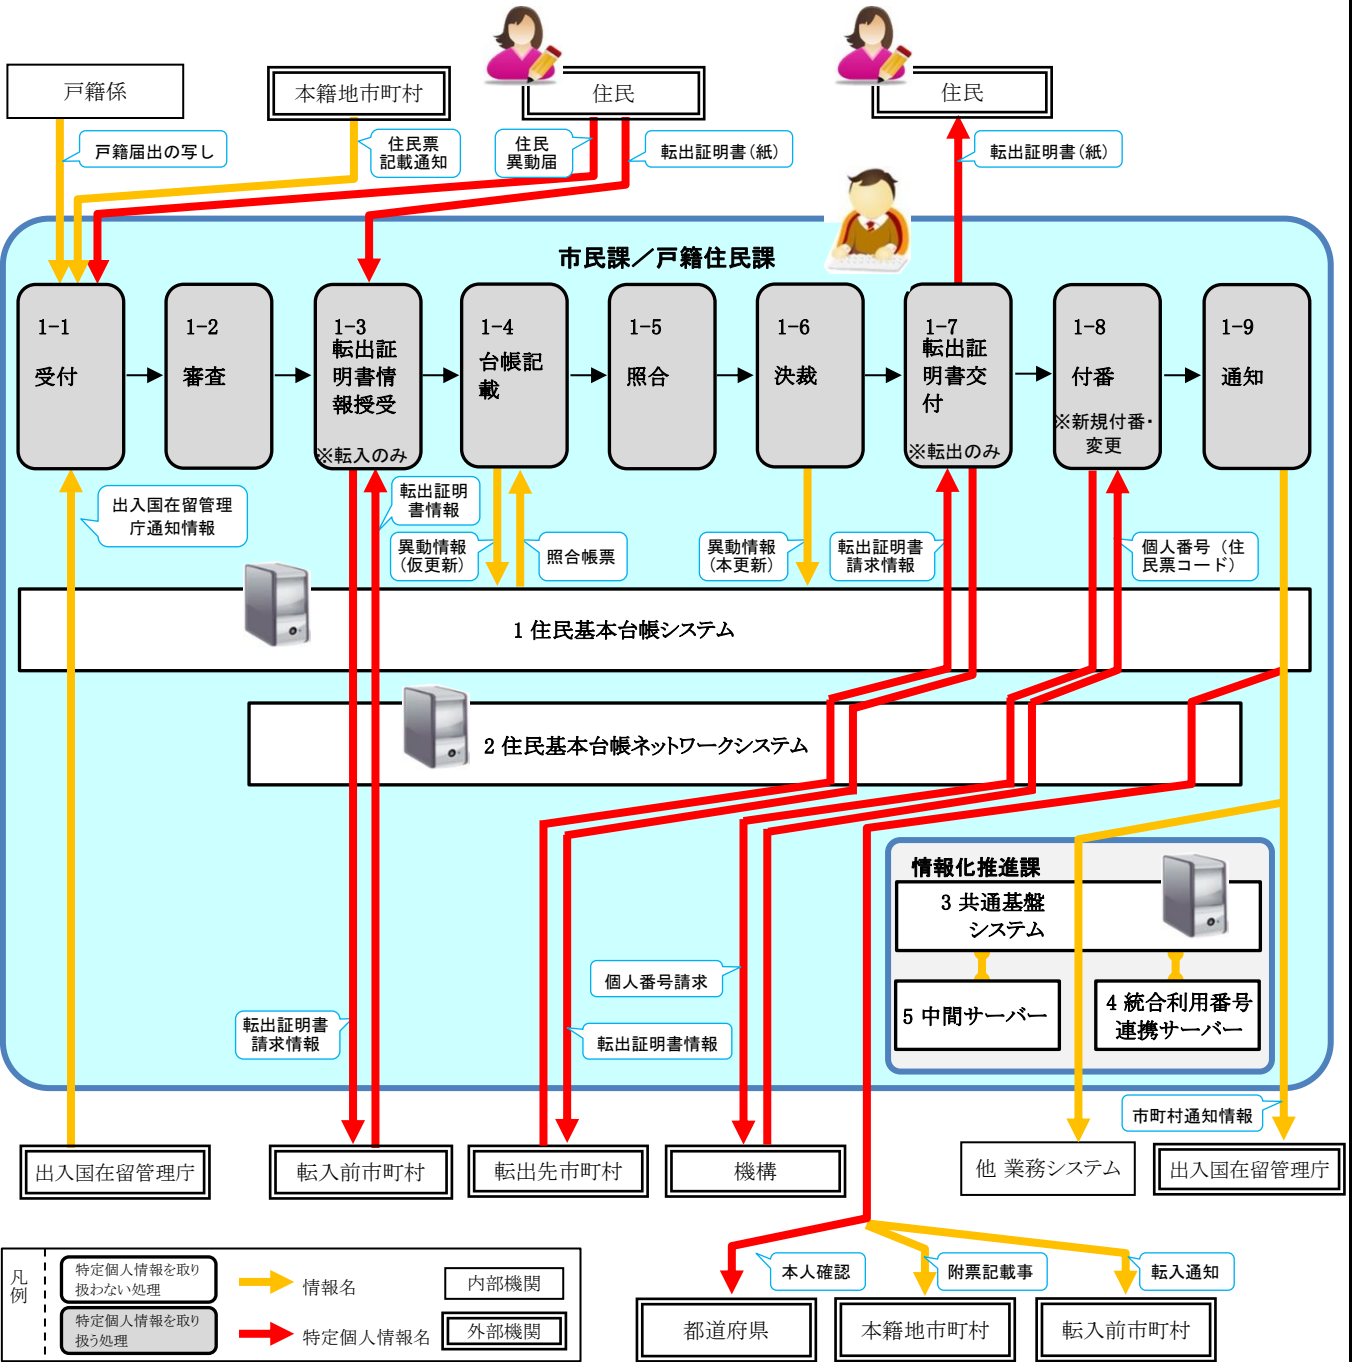 戸籍係
本籍地市町村
住民
住民
戸籍届出の写し
住民票
記載通知
住民
異動届
転出証明書(紙)
転出証明書(紙)
市民課／戸籍住民課
1-1
受付
1-2
審査
1-3
転出証
明書情
報授受
※転入のみ
1-4
台帳記
載
1-5
照合
1-6
決裁
1-7
転出証
明書交
付
※転出のみ
1-8
付番
※新規付番・
変更
1-9
通知
出入国在留管理
庁通知情報
転出証明
書情報
異動情報
(仮更新)
照合帳票
異動情報
(本更新)
転出証明書
請求情報
個人番号（住
民票コード）
1 住民基本台帳システム
2 住民基本台帳ネットワークシステム
情報化推進課
3 共通基盤
システム
5 中間サーバー
4 統合利用番号
連携サーバー
個人番号請求
転出証明書
請求情報
転出証明書情報
市町村通知情報
出入国在留管理庁
転入前市町村
転出先市町村
機構
他 業務システム
出入国在留管理庁
本人確認
附票記載事
転入通知
都道府県
本籍地市町村
転入前市町村
凡
例
特定個人情報を取り
扱わない処理
特定個人情報を取り
扱う処理
情報名
特定個人情報名
内部機関
外部機関